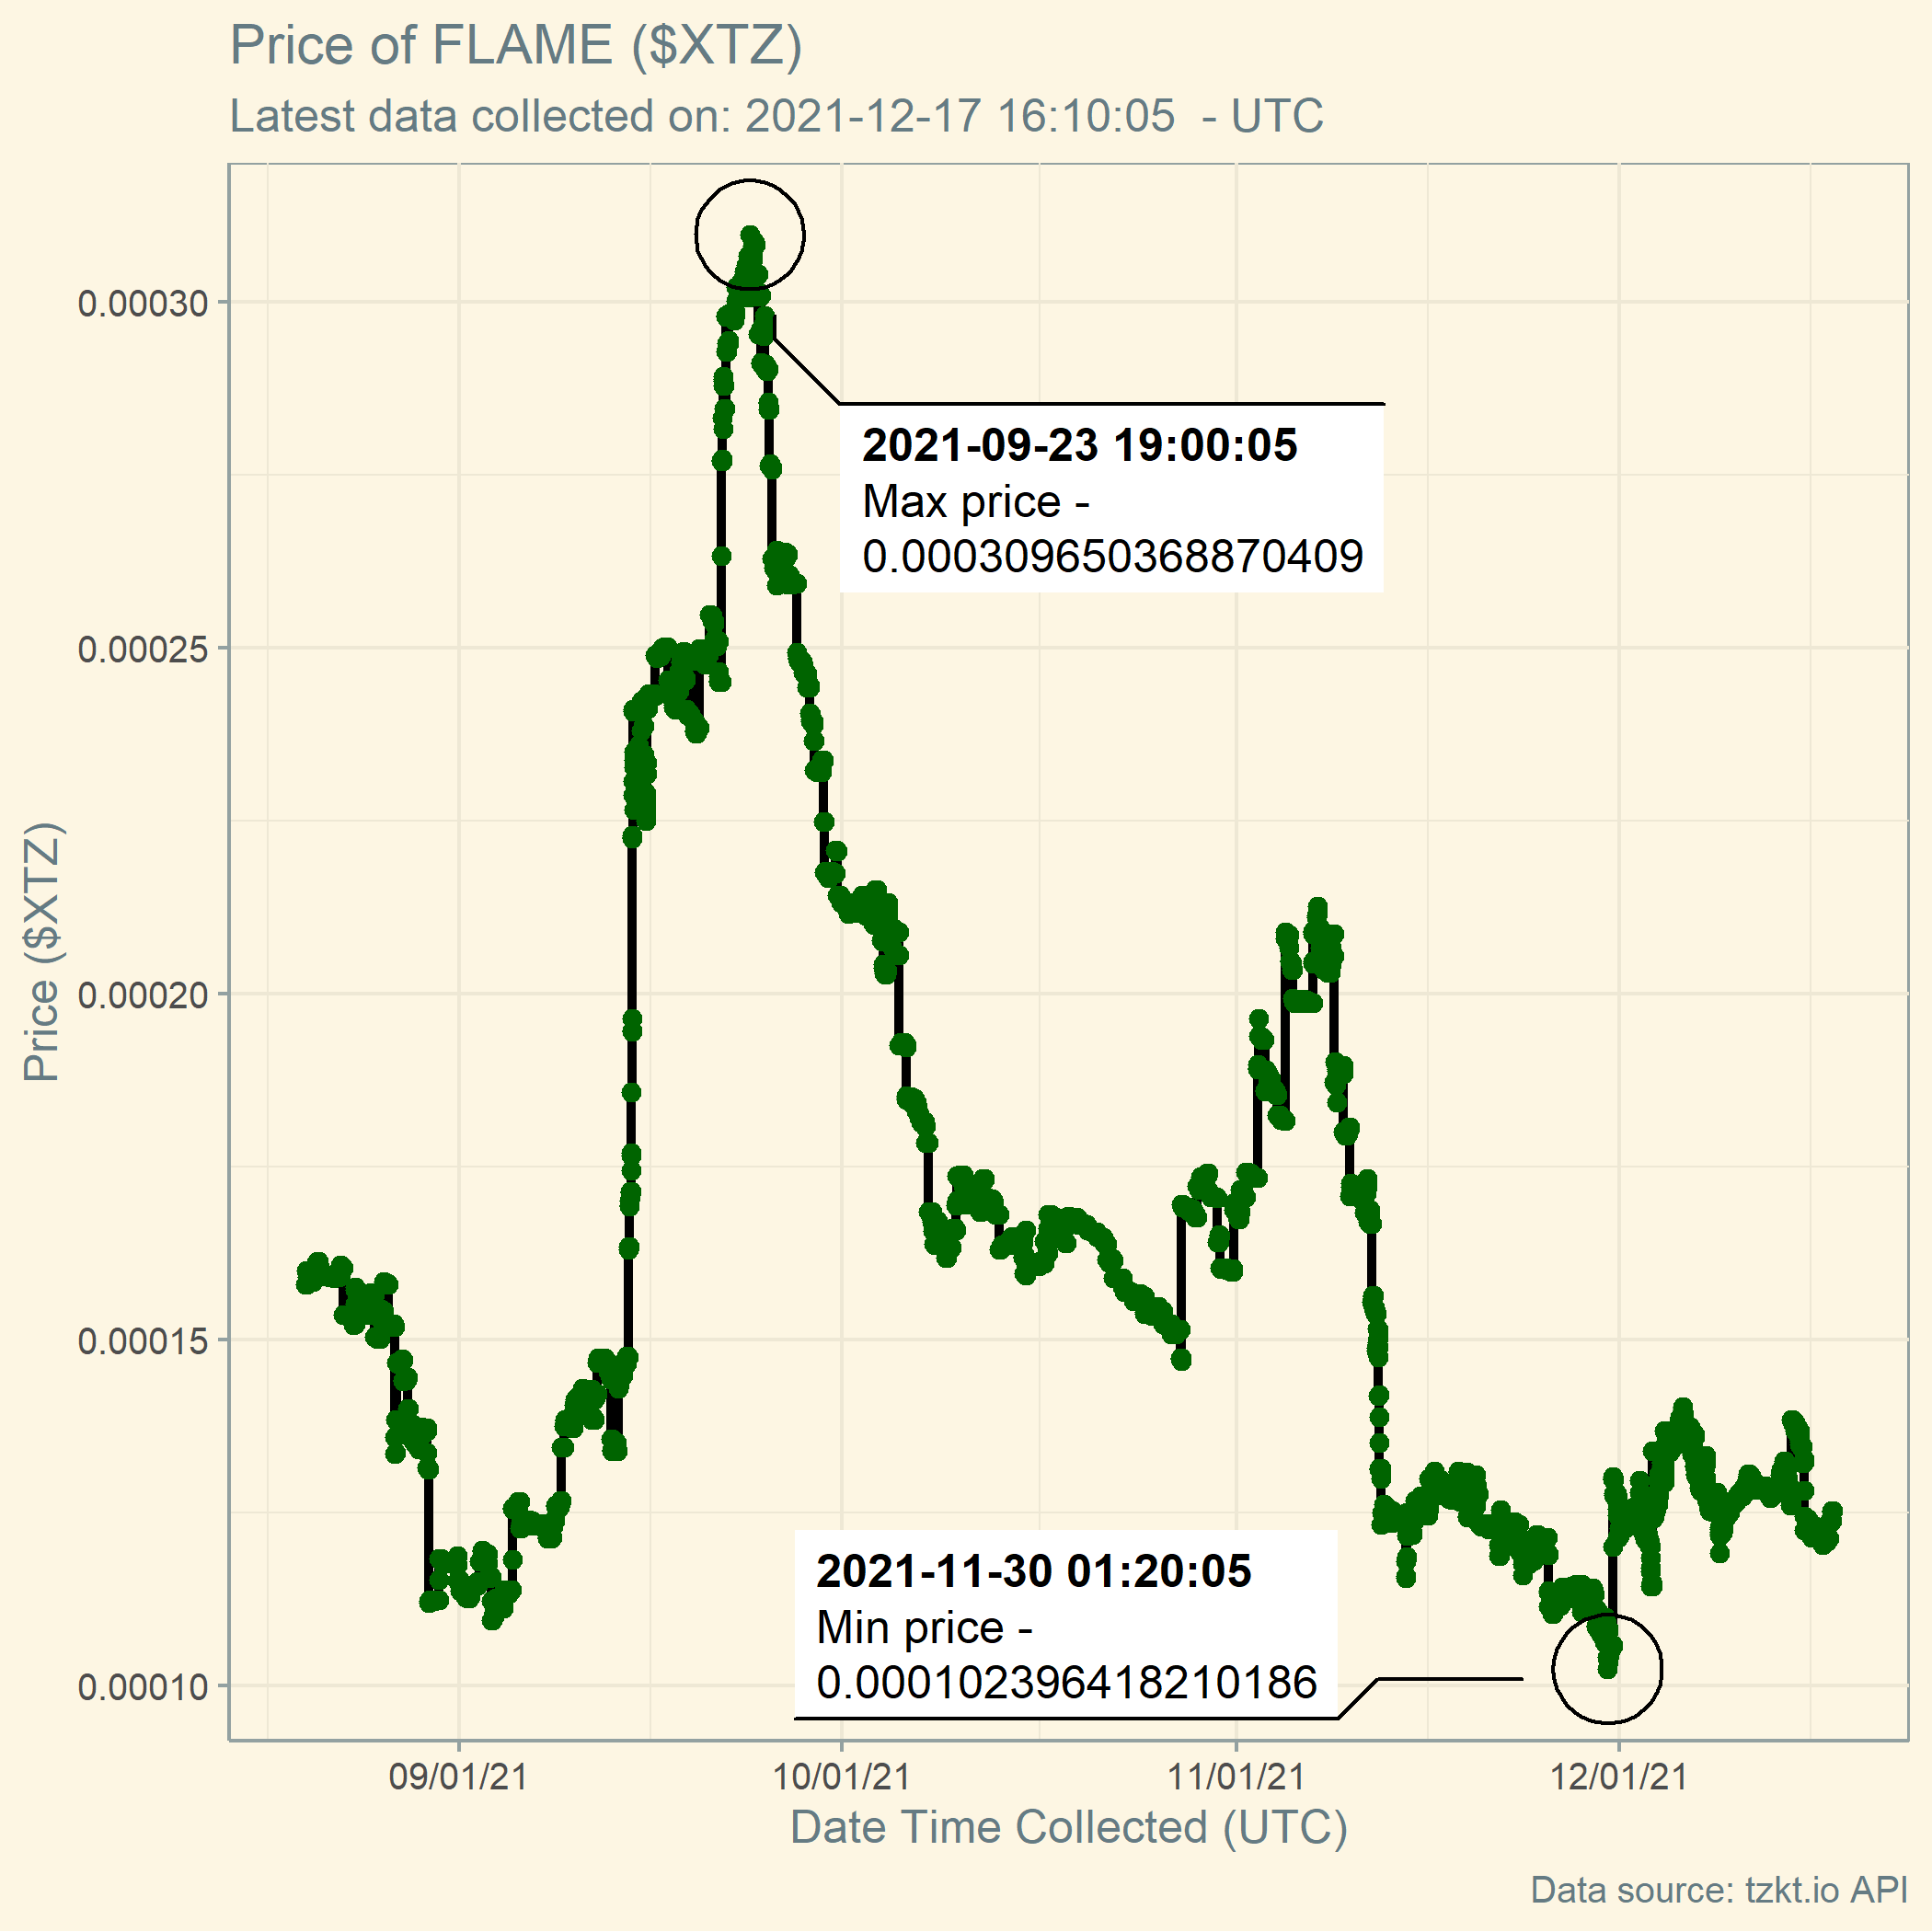 Price of FLAME ($XTZ)
Latest data collected on: 2021-12-17 16:10:05  - UTC
0.00030
2021-09-23 19:00:05
Max price -
0.000309650368870409
0.00025
Price ($XTZ)
0.00020
0.00015
2021-11-30 01:20:05
Min price -
0.000102396418210186
0.00010
09/01/21
10/01/21
11/01/21
12/01/21
Date Time Collected (UTC)
Data source: tzkt.io API